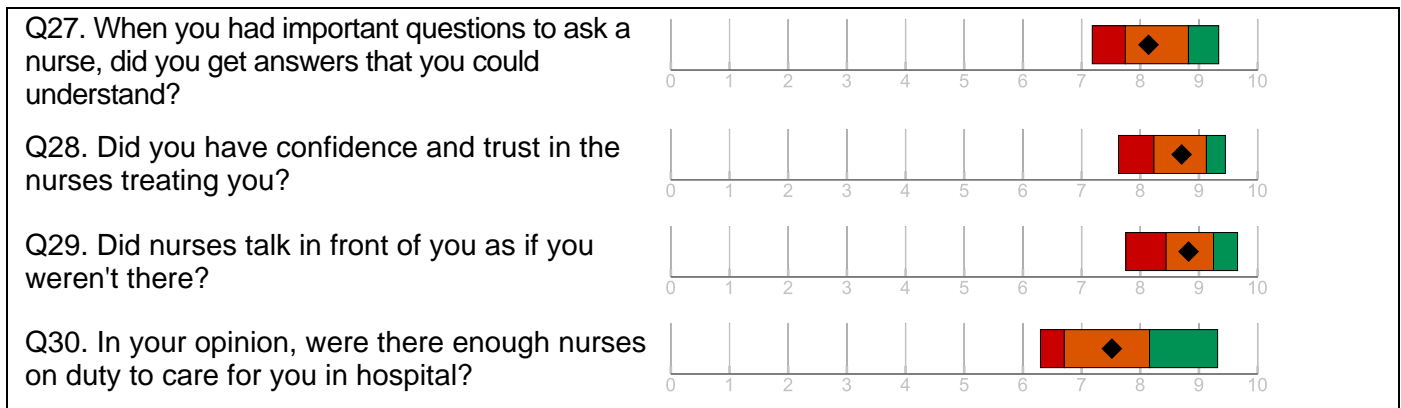 Q27. When you had important questions to ask a
nurse, did you get answers that you could
understand?
0 1 2 3 4 5 6 7 8 9 10
Q28. Did you have confidence and trust in the
nurses treating you?
0 1 2 3 4 5 6 7 8 9 10
Q29. Did nurses talk in front of you as if you
weren't there?
0 1 2 3 4 5 6 7 8 9 10
Q30. In your opinion, were there enough nurses
on duty to care for you in hospital?
0 1 2 3 4 5 6 7 8 9 10